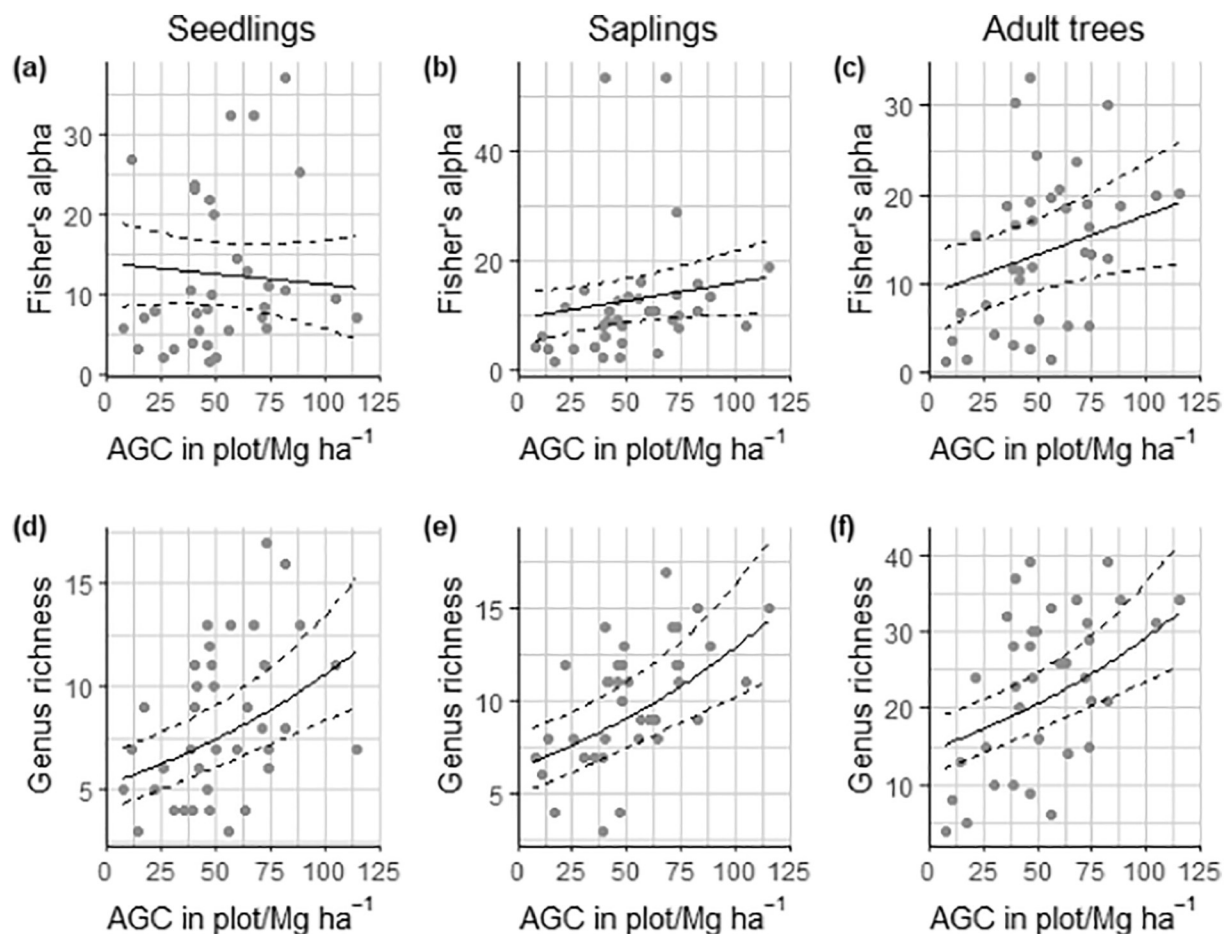 Seedlings Saplings Adult trees
(a) (b) (c)
Fisher's alpha Fisher's alpha Fisher's alpha
30 20 10 0
40 20 0
30 20 10 0
0 25 50 75 100 125 0 25 50 75 100 125 0 25 50 75 100 125
AGC in plot/Mg ha⁻¹ AGC in plot/Mg ha⁻¹ AGC in plot/Mg ha⁻¹
(d) (e) (f)
Genus richness Genus richness Genus richness
15 10 5
15 10 5
40 30 20 10
0 25 50 75 100 125 0 25 50 75 100 125 0 25 50 75 100 125
AGC in plot/Mg ha⁻¹ AGC in plot/Mg ha⁻¹ AGC in plot/Mg ha⁻¹